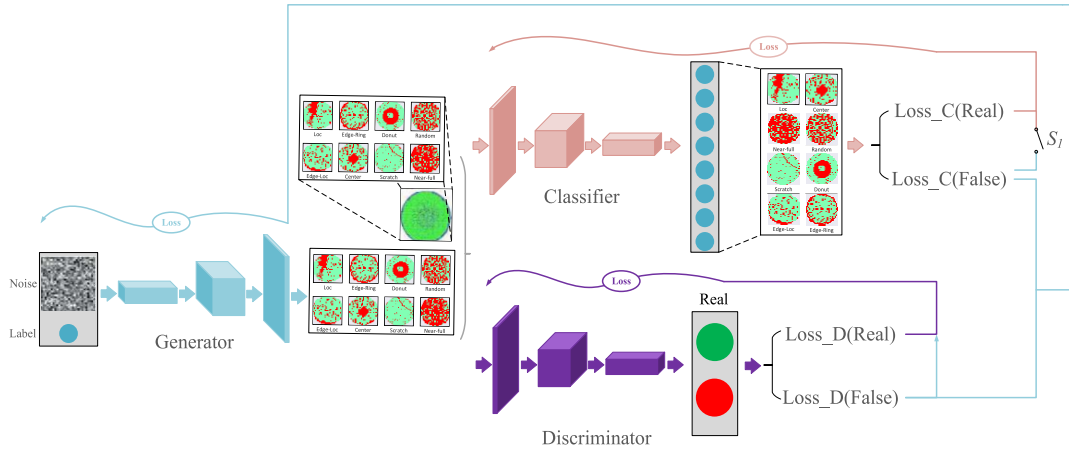 Loss
Loc Center
Near-full Random
Scratch Donut
Edge-Loc Edge-Ring
Loss_C(Real)
S1
Loss_C(False)
Classifier
Loc Edge-Ring Donut Random
Edge-Loc Center Scratch Near-full
Loss
Noise
Label
Generator
Loc Edge-Ring Donut Random
Edge-Loc Center Scratch Near-full
Loss
Real
Loss_D(Real)
Loss_D(False)
Discriminator